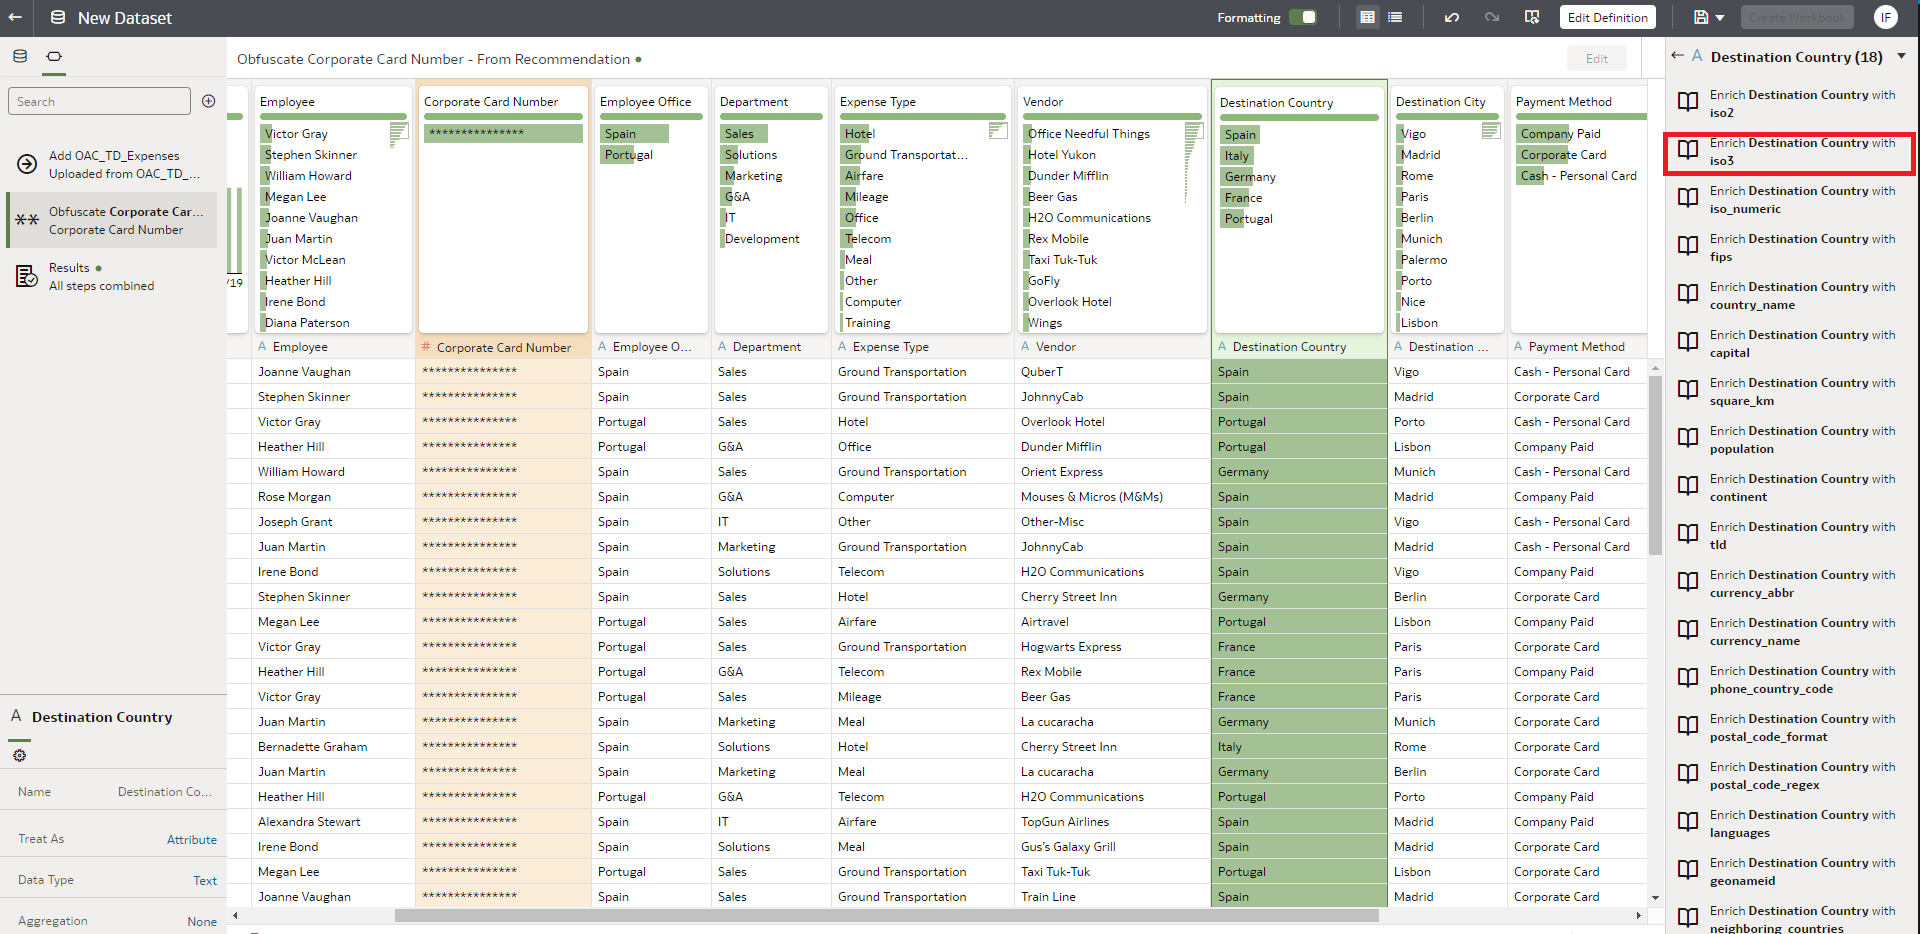 New Dataset
Formatting
Edit Definition
Create Workbook
IF
Search
Add OAC_TD_Expenses
Uploaded from OAC_TD_...
Obfuscate Corporate Car...
Corporate Card Number
Results
All steps combined
A Destination Country
Name Destination Co...
Treat As Attribute
Data Type Text
Aggregation None
Obfuscate Corporate Card Number - From Recommendation
Edit
/19
Employee
Victor Gray
Stephen Skinner
William Howard
Megan Lee
Joanne Vaughan
Juan Martin
Victor McLean
Heather Hill
Irene Bond
Diana Paterson
Corporate Card Number
***************
Employee Office
Spain
Portugal
Department
Sales
Solutions
Marketing
G&A
IT
Development
Expense Type
Hotel
Ground Transportat...
Airfare
Mileage
Office
Telecom
Meal
Other
Computer
Training
Vendor
Office Needful Things
Hotel Yukon
Dunder Mifflin
Beer Gas
H2O Communications
Rex Mobile
Taxi Tuk-Tuk
GoFly
Overlook Hotel
Wings
Destination Country
Spain
Italy
Germany
France
Portugal
Destination City
Vigo
Madrid
Rome
Paris
Berlin
Munich
Palermo
Porto
Nice
Lisbon
Payment Method
Company Paid
Corporate Card
Cash - Personal Card
A Employee # Corporate Card Number A Employee O... A Department A Expense Type A Vendor A Destination Country A Destination ... A Payment Method
Joanne Vaughan *************** Spain Sales Ground Transportation QuberT Spain Vigo Cash - Personal Card
Stephen Skinner *************** Spain Sales Ground Transportation JohnnyCab Spain Madrid Corporate Card
Victor Gray *************** Portugal Sales Hotel Overlook Hotel Portugal Porto Cash - Personal Card
Heather Hill *************** Portugal G&A Office Dunder Mifflin Portugal Lisbon Company Paid
William Howard *************** Spain Sales Ground Transportation Orient Express Germany Munich Cash - Personal Card
Rose Morgan *************** Spain G&A Computer Mouses & Micros (M&Ms) Spain Madrid Company Paid
Joseph Grant *************** Spain IT Other Other-Misc Spain Vigo Cash - Personal Card
Juan Martin *************** Spain Marketing Ground Transportation JohnnyCab Spain Madrid Cash - Personal Card
Irene Bond *************** Spain Solutions Telecom H2O Communications Spain Vigo Company Paid
Stephen Skinner *************** Spain Sales Hotel Cherry Street Inn Germany Berlin Corporate Card
Megan Lee *************** Portugal Sales Airfare Airtravel Portugal Lisbon Company Paid
Victor Gray *************** Portugal Sales Ground Transportation Hogwarts Express France Paris Corporate Card
Heather Hill *************** Portugal G&A Telecom Rex Mobile France Paris Company Paid
Victor Gray *************** Portugal Sales Mileage Beer Gas France Paris Corporate Card
Juan Martin *************** Spain Marketing Meal La cucaracha Germany Munich Corporate Card
Bernadette Graham *************** Spain Solutions Hotel Cherry Street Inn Italy Rome Corporate Card
Juan Martin *************** Spain Marketing Meal La cucaracha Germany Berlin Corporate Card
Heather Hill *************** Portugal G&A Telecom H2O Communications Portugal Porto Company Paid
Alexandra Stewart *************** Spain IT Airfare TopGun Airlines Spain Madrid Company Paid
Irene Bond *************** Spain Solutions Meal Gus's Galaxy Grill Spain Madrid Corporate Card
Megan Lee *************** Portugal Sales Ground Transportation Taxi Tuk-Tuk Portugal Lisbon Corporate Card
Joanne Vaughan *************** Spain Sales Ground Transportation Train Line Spain Madrid Corporate Card
A Destination Country (18)
Enrich Destination Country with
iso2
Enrich Destination Country with
iso3
Enrich Destination Country with
iso_numeric
Enrich Destination Country with
fips
Enrich Destination Country with
country_name
Enrich Destination Country with
capital
Enrich Destination Country with
square_km
Enrich Destination Country with
population
Enrich Destination Country with
continent
Enrich Destination Country with
tld
Enrich Destination Country with
currency_abbr
Enrich Destination Country with
currency_name
Enrich Destination Country with
phone_country_code
Enrich Destination Country with
postal_code_format
Enrich Destination Country with
postal_code_regex
Enrich Destination Country with
languages
Enrich Destination Country with
geonameid
Enrich Destination Country with
neighboring_countries